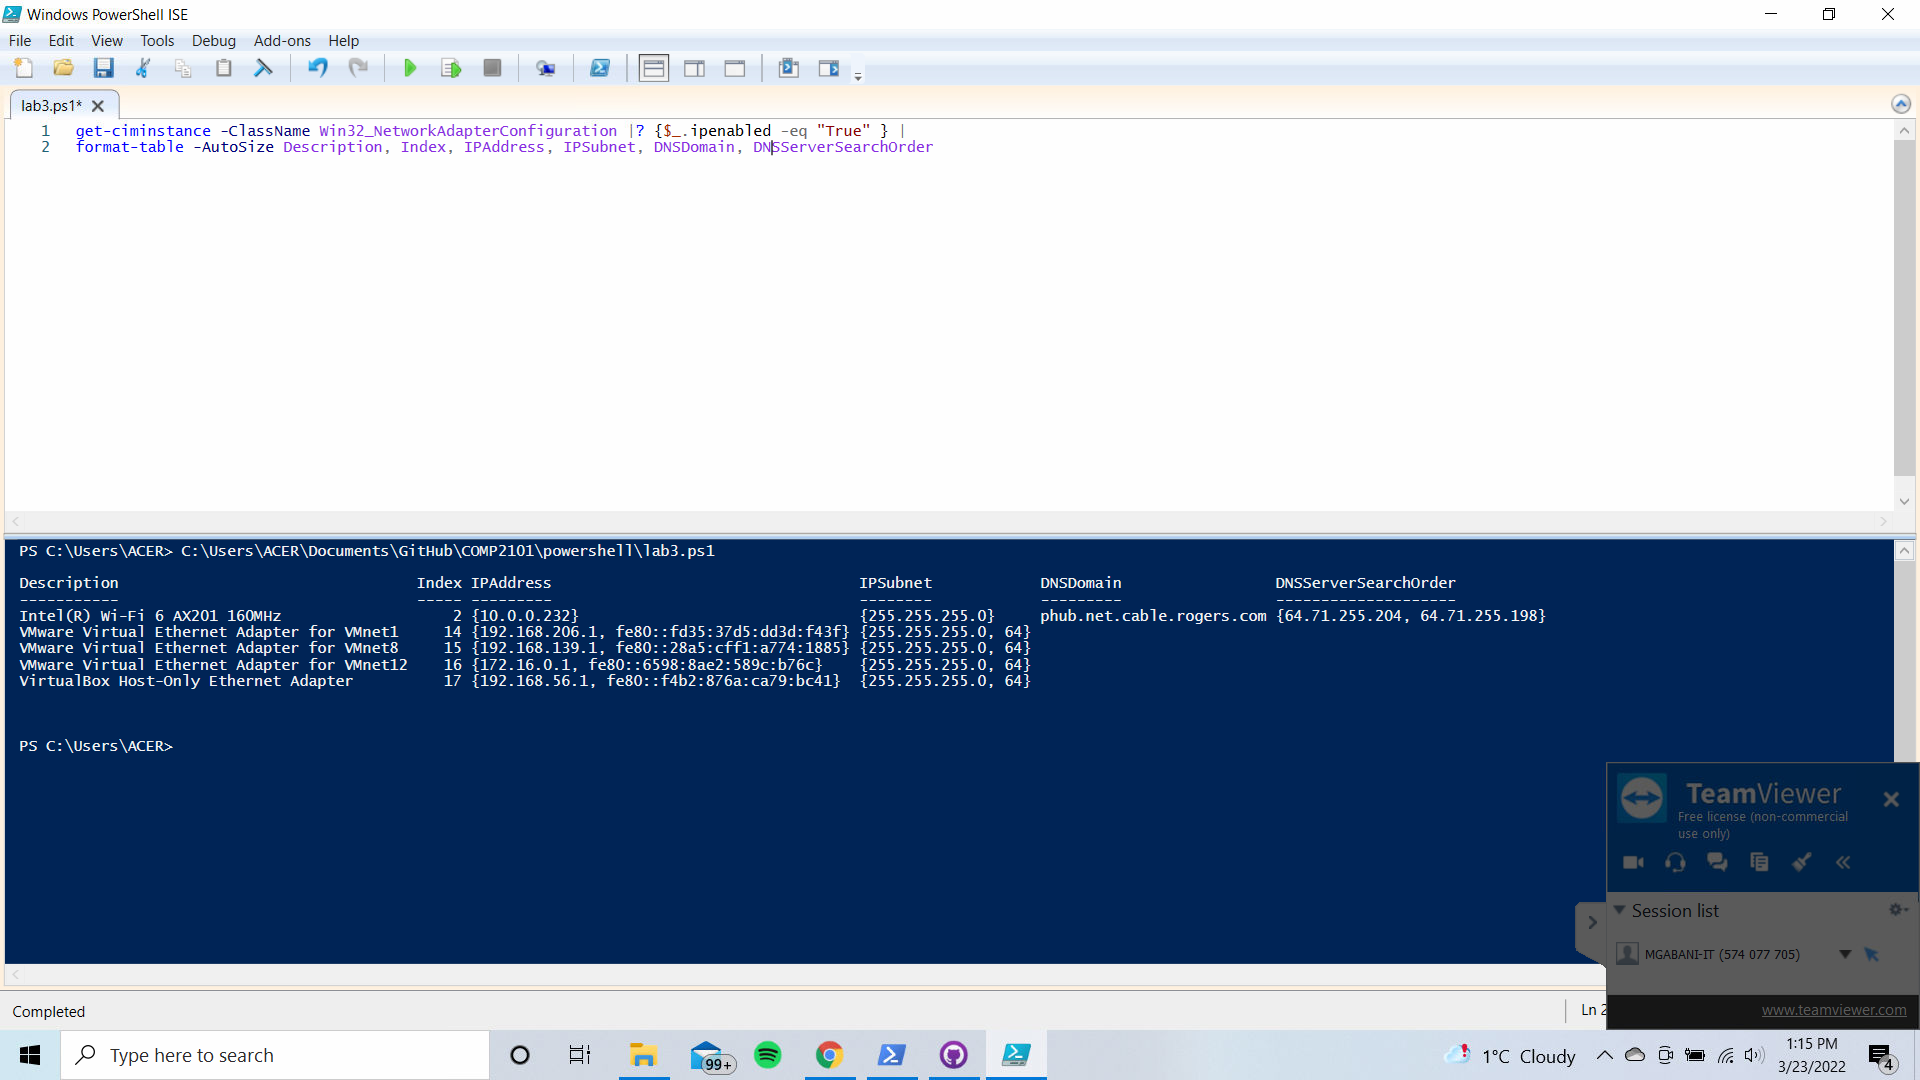 Windows PowerShell ISE
File Edit View Tools Debug Add-ons Help
lab3.ps1*
1 get-ciminstance -ClassName Win32_NetworkAdapterConfiguration |? {$_.ipenabled -eq "True" } |
2 format-table -AutoSize Description, Index, IPAddress, IPSubnet, DNSDomain, DNSServerSearchOrder
PS C:\Users\ACER> C:\Users\ACER\Documents\GitHub\COMP2101\powershell\lab3.ps1
Description Index IPAddress IPSubnet DNSDomain DNSServerSearchOrder
----------- ----- --------- -------- --------- --------------------
Intel(R) Wi-Fi 6 AX201 160MHz 2 {10.0.0.232} {255.255.255.0} phub.net.cable.rogers.com {64.71.255.204, 64.71.255.198}
VMware Virtual Ethernet Adapter for VMnet1 14 {192.168.206.1, fe80::fd35:37d5:dd3d:f43f} {255.255.255.0, 64}
VMware Virtual Ethernet Adapter for VMnet8 15 {192.168.139.1, fe80::28a5:cff1:a774:1885} {255.255.255.0, 64}
VMware Virtual Ethernet Adapter for VMnet12 16 {172.16.0.1, fe80::6598:8ae2:589c:b76c} {255.255.255.0, 64}
VirtualBox Host-Only Ethernet Adapter 17 {192.168.56.1, fe80::f4b2:876a:ca79:bc41} {255.255.255.0, 64}
PS C:\Users\ACER>
TeamViewer
Free license (non-commercial
use only)
Session list
MGABANI-IT (574 077 705)
www.teamviewer.com
Completed
Ln 2
Type here to search
99+
1°C Cloudy
1:15 PM
3/23/2022
4